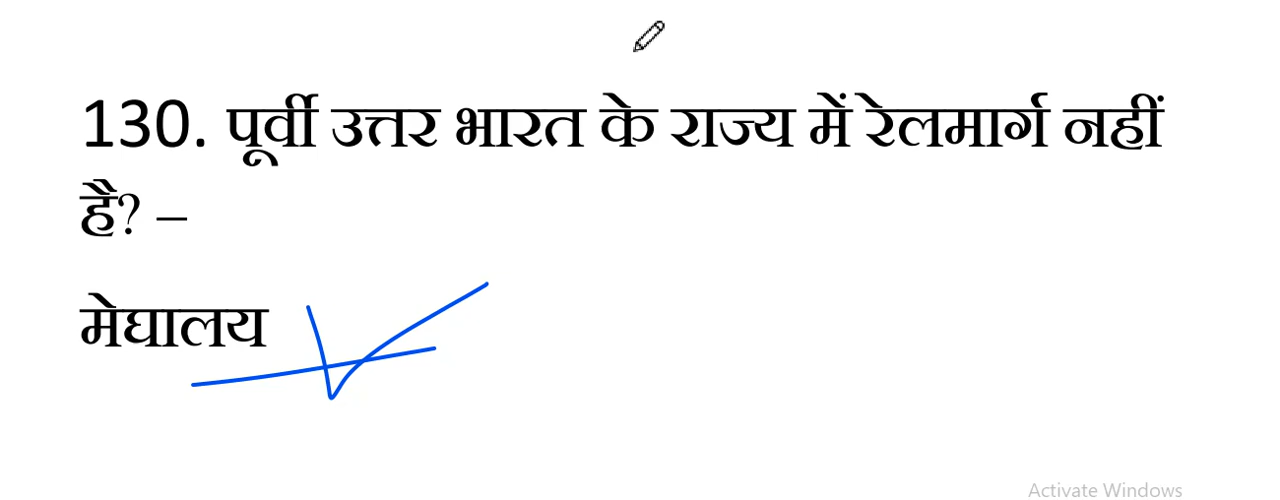 130. पूर्वी उत्तर भारत के राज्य में रेलमार्ग नहीं
है? –
मेघालय
Activate Windows